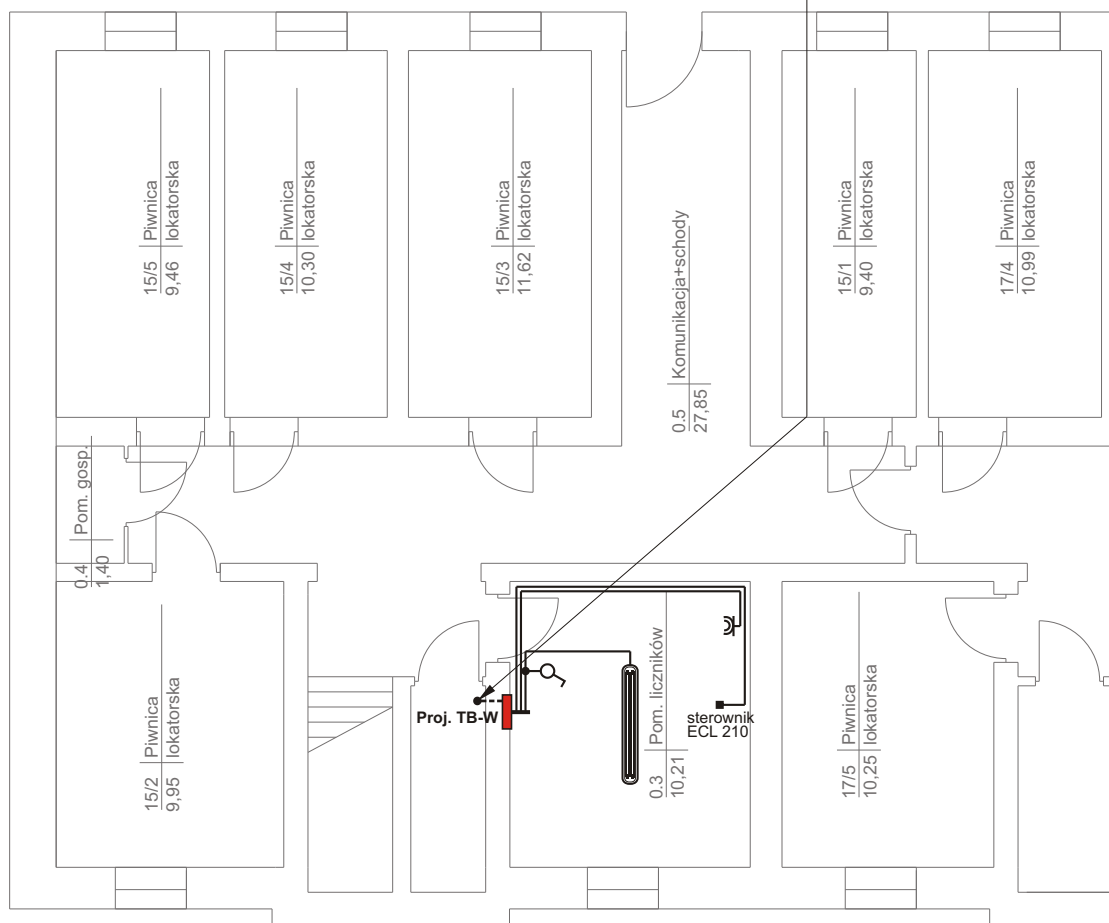 15/5 Piwnica
9,46 lokatorska
15/4 Piwnica
10,30 lokatorska
15/3 Piwnica
11,62 lokatorska
0.5 Komunikacja+schody
27,85
15/1 Piwnica
9,40 lokatorska
17/4 Piwnica
10,99 lokatorska
0.4 Pom. gosp.
1,40
15/2 Piwnica
9,95 lokatorska
Proj. TB-W
0.3 Pom. liczników
10,21
sterownik
ECL 210
17/5 Piwnica
10,25 lokatorska